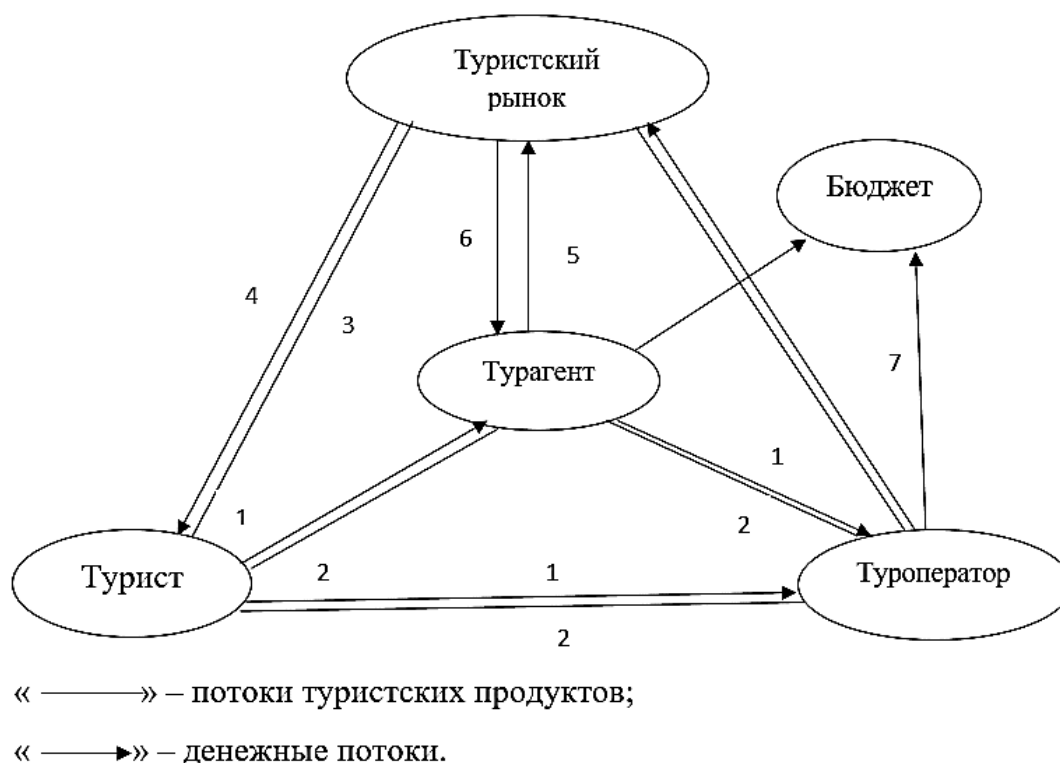 Туристский
рынок
Бюджет
6
5
4
3
7
Турагент
1
1
2
Турист
2
1
Туроператор
2
« ———» – потоки туристских продуктов;
« ——→» – денежные потоки.